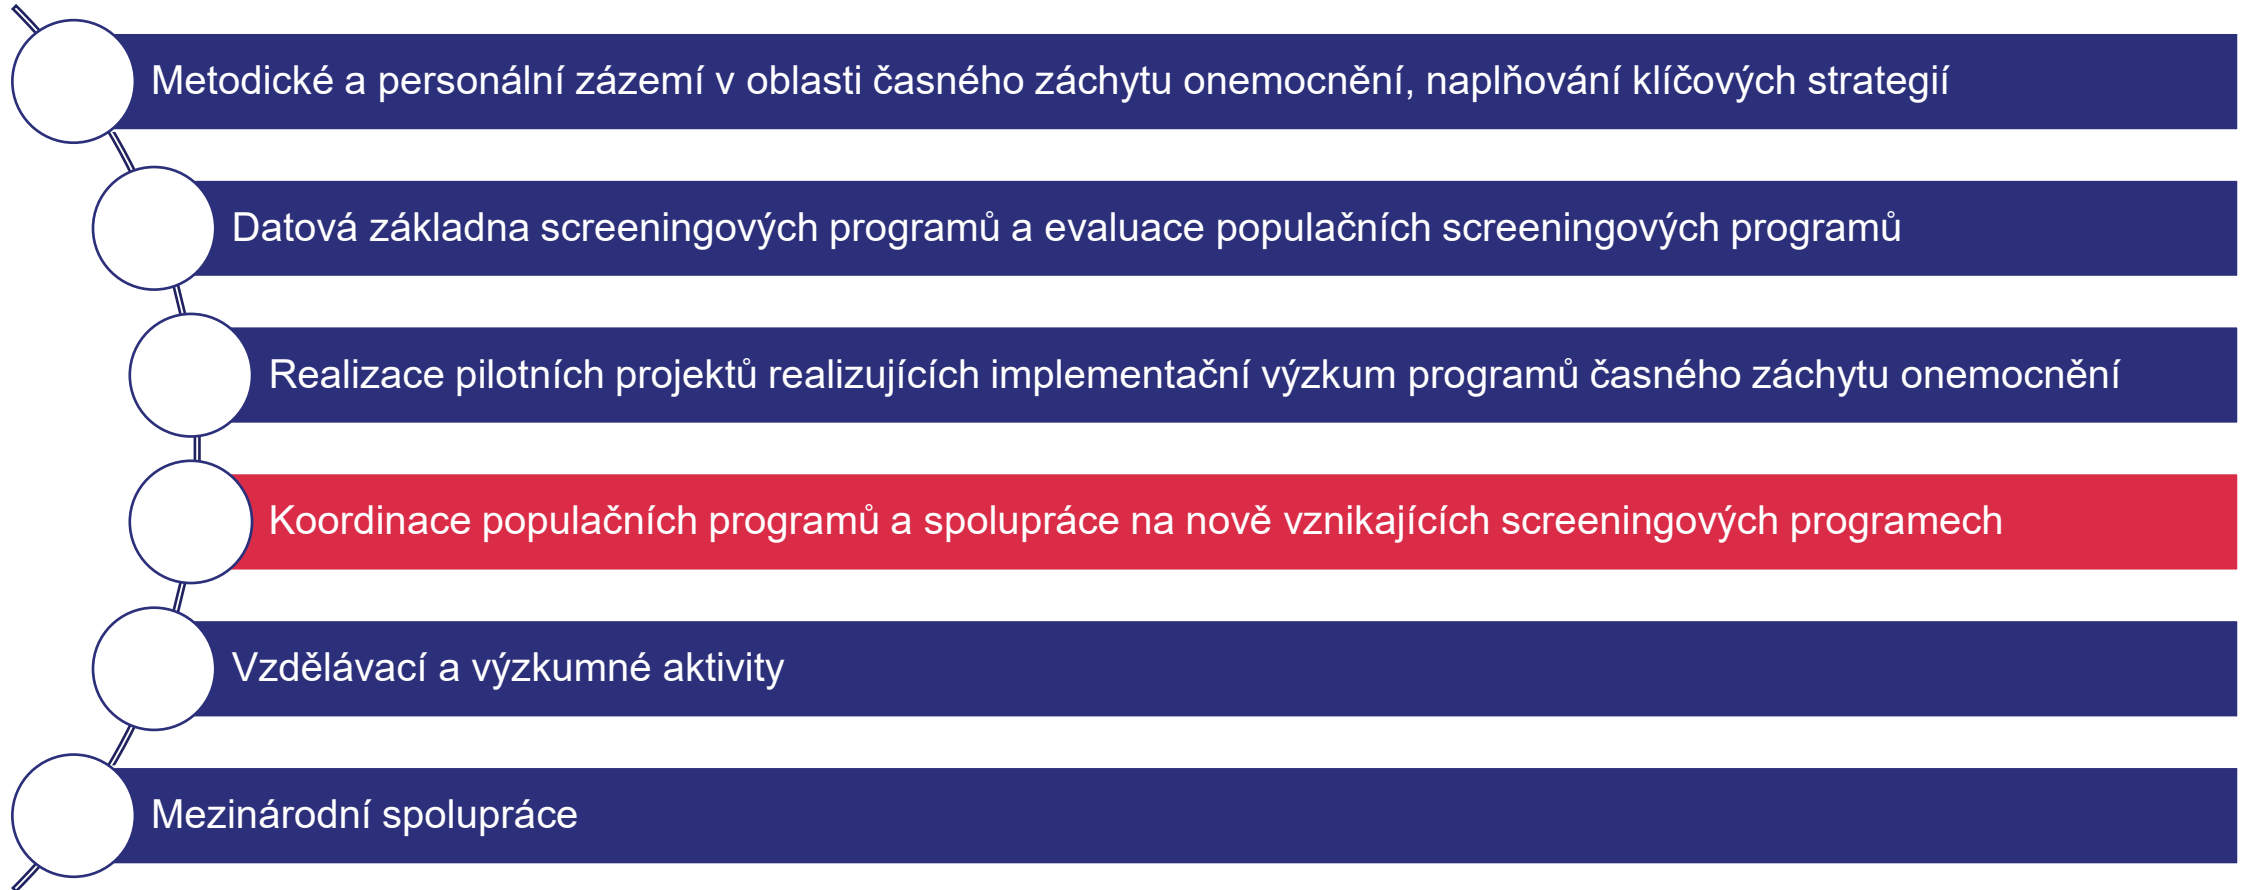 Metodické a personální zázemí v oblasti časného záchytu onemocnění, naplňování klíčových strategií
Datová základna screeningových programů a evaluace populačních screeningových programů
Realizace pilotních projektů realizujících implementační výzkum programů časného záchytu onemocnění
Koordinace populačních programů a spolupráce na nově vznikajících screeningových programech
Vzdělávací a výzkumné aktivity
Mezinárodní spolupráce